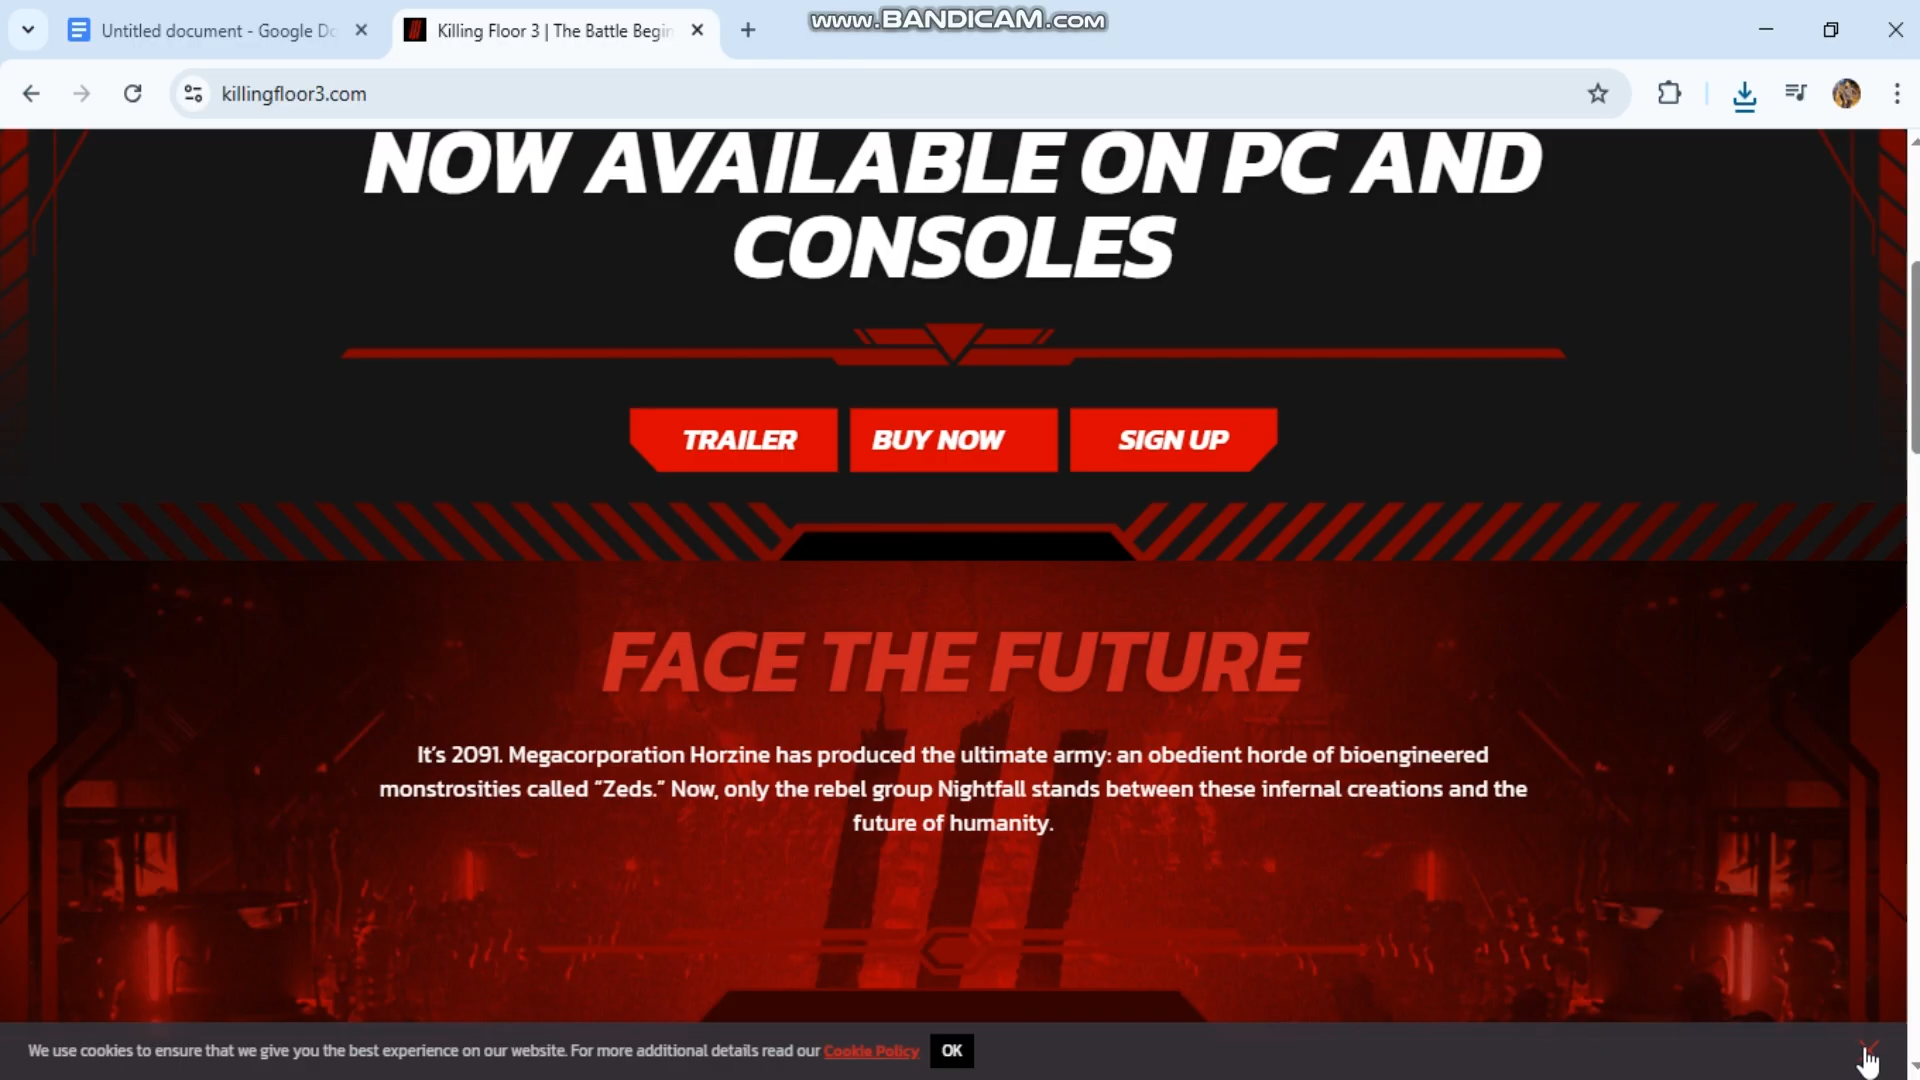 Untitled document - Google Do
Killing Floor 3 | The Battle Begin
www.BANDICAM.com
killingfloor3.com
NOW AVAILABLE ON PC AND
CONSOLES
TRAILER
BUY NOW
SIGN UP
FACE THE FUTURE
It's 2091. Megacorporation Horzine has produced the ultimate army: an obedient horde of bioengineered
monstrosities called “Zeds.” Now, only the rebel group Nightfall stands between these infernal creations and the
future of humanity.
We use cookies to ensure that we give you the best experience on our website. For more additional details read our Cookie Policy
OK